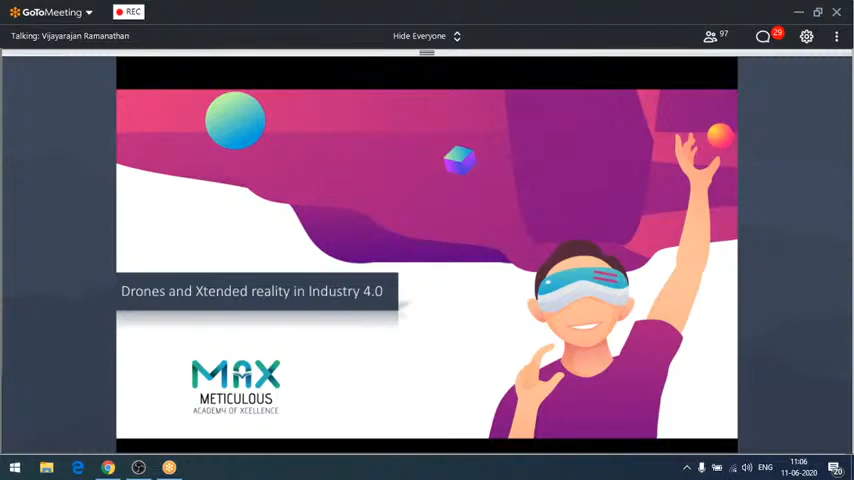 GoToMeeting
REC
Talking: Vijayarajan Ramanathan
Hide Everyone
97
29
Drones and Xtended reality in Industry 4.0
MAX
METICULOUS
ACADEMY OF XCELLENCE
ENG
11:06
11-06-2020
20